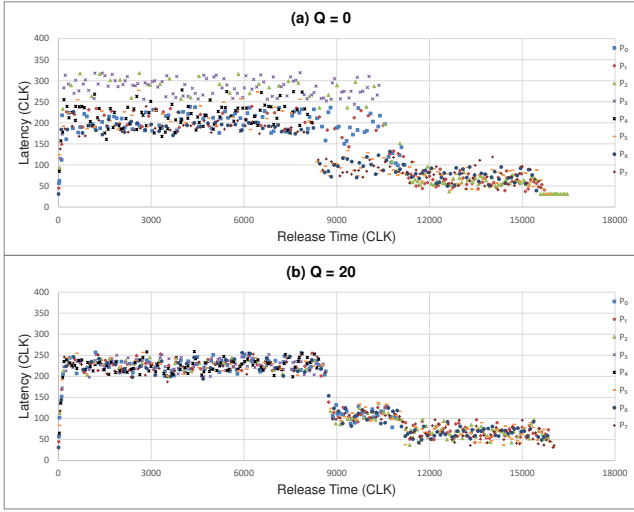 (a) Q = 0
400
350
300
250
200
150
100
50
0
Latency (CLK)
0 3000 6000 9000 12000 15000 18000
Release Time (CLK)
P0
P1
P2
P3
P4
P5
P6
P7
(b) Q = 20
400
350
300
250
200
150
100
50
0
Latency (CLK)
0 3000 6000 9000 12000 15000 18000
Release Time (CLK)
P0
P1
P2
P3
P4
P5
P6
P7